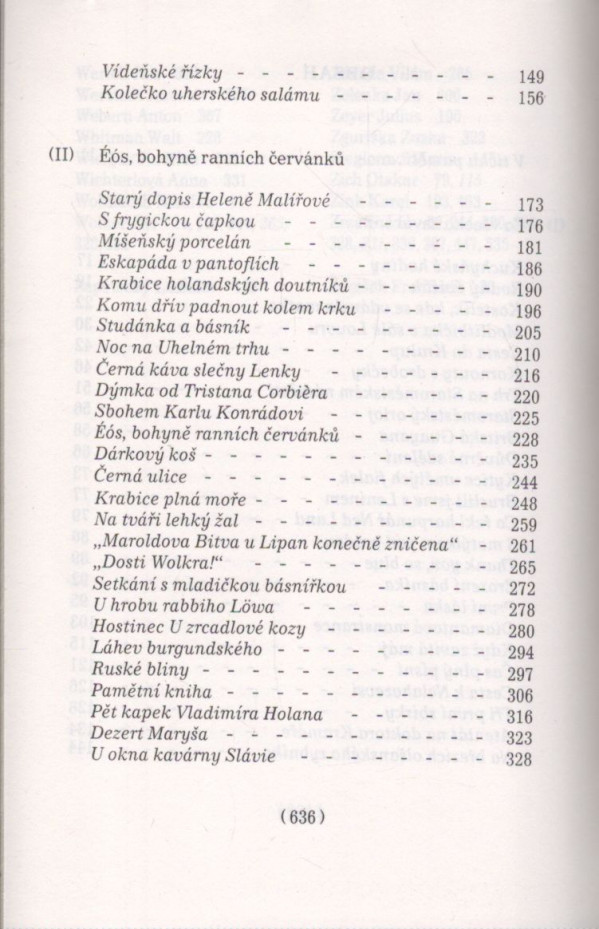 Vídeňské řízky - - - - - - - - - - - 149
Kolečko uherského salámu - - - - - - - 156
(II) Éós, bohyně ranních červánků
Starý dopis Heleně Malířové - - - - - 173
S frygickou čapkou - - - - - - - - - 176
Míšeňský porcelán - - - - - - - - - 181
Eskapáda v pantoflích - - - - - - - - 186
Krabice holandských doutníků - - - - - 190
Komu dřív padnout kolem krku - - - - - 196
Studánka a básník - - - - - - - - - 205
Noc na Uhelném trhu - - - - - - - - 210
Černá káva slečny Lenky - - - - - - - 216
Dýmka od Tristana Corbièra - - - - - - 220
Sbohem Karlu Konrádovi - - - - - - - 225
Éós, bohyně ranních červánků - - - - - 228
Dárkový koš - - - - - - - - - - - - 235
Černá ulice - - - - - - - - - - - - 244
Krabice plná moře - - - - - - - - - 248
Na tváři lehký žal - - - - - - - - - 259
„Maroldova Bitva u Lipan konečně zničena“ - 261
„Dosti Wolkra!“ - - - - - - - - - - 265
Setkání s mladičkou básnířkou - - - - - 272
U hrobu rabbiho Löwa - - - - - - - - 278
Hostinec U zrcadlové kozy - - - - - - 280
Láhev burgundského - - - - - - - - - 294
Ruské bliny - - - - - - - - - - - - 297
Pamětní kniha - - - - - - - - - - - 306
Pět kapek Vladimíra Holana - - - - - - 316
Dezert Maryša - - - - - - - - - - - 323
U okna kavárny Slávie - - - - - - - - 328
(636)